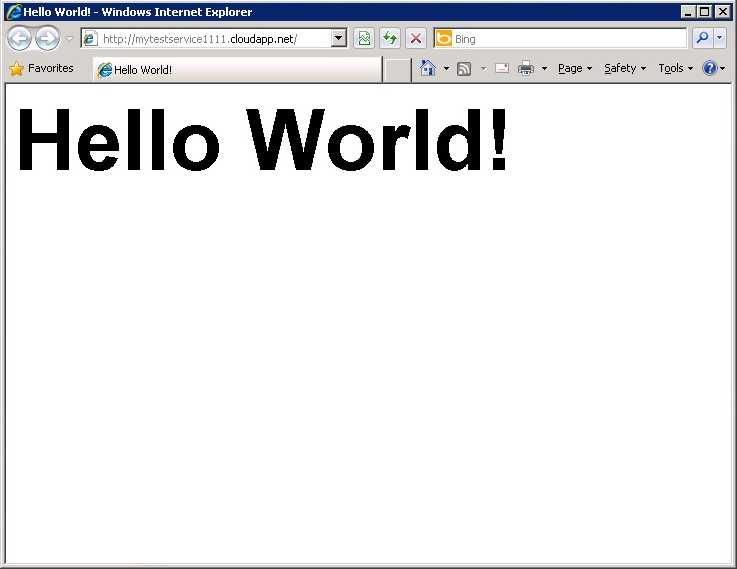 Hello World! - Windows Internet Explorer
http://mytestservice1111.cloudapp.net/
Bing
Favorites
Hello World!
Page
Safety
Tools
Hello World!